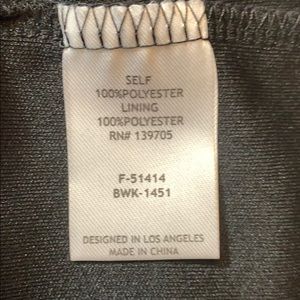 SELF
100%POLYESTER
LINING
100%POLYESTER
RN# 139705
F-51414
BWK-1451
DESIGNED IN LOS ANGELES
MADE IN CHINA